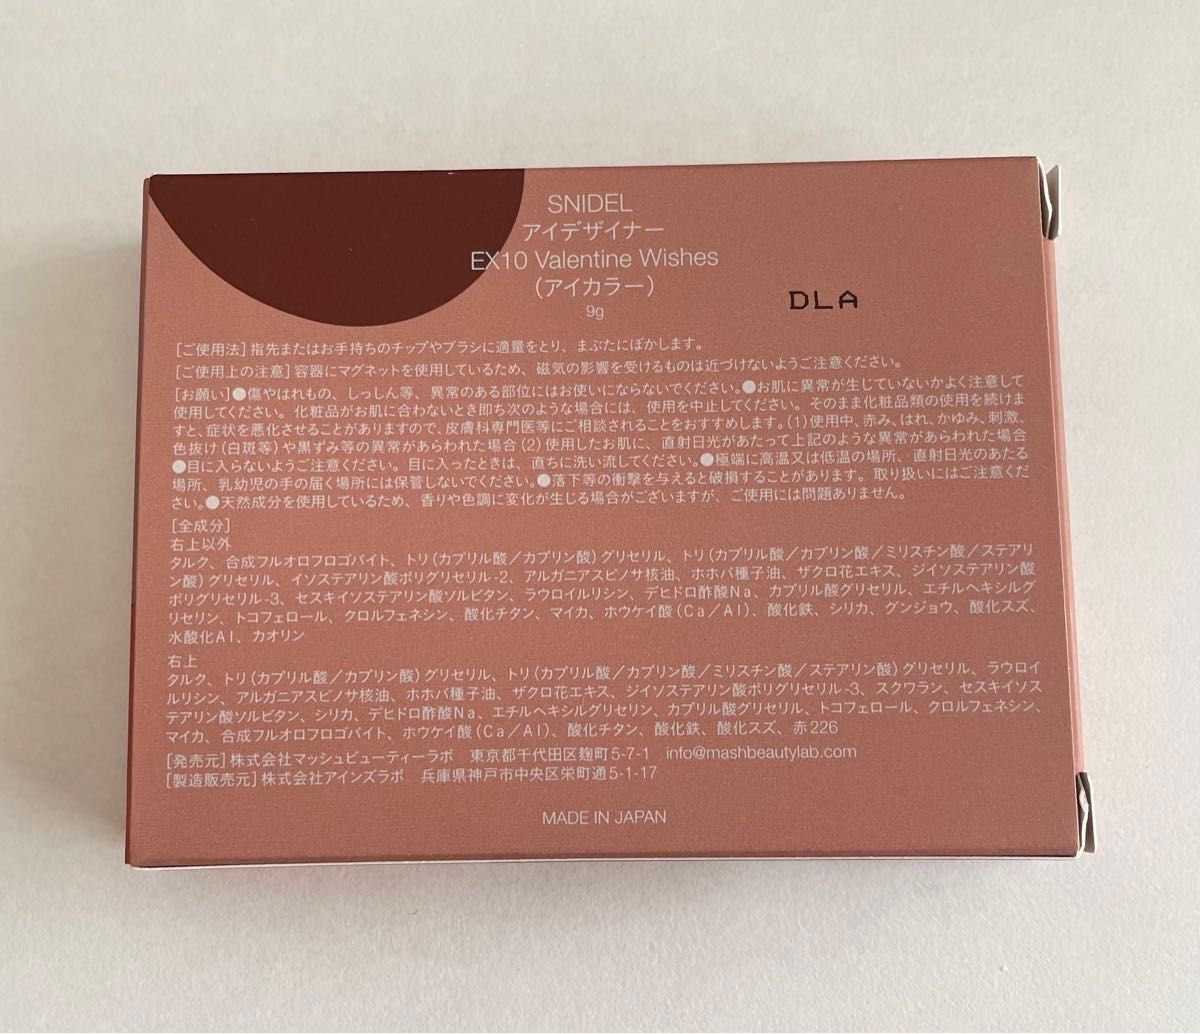 SNIDEL
アイデザイナー
EX10 Valentine Wishes
（アイカラー）
9g
DLA
［ご使用法］指先またはお手持ちのチップやブラシに適量をとり、まぶたにぼかします。
［ご使用上の注意］容器にマグネットを使用しているため、磁気の影響を受けるものは近づけないようご注意ください。
［お願い］●傷やはれもの、しっしん等、異常のある部位にはお使いにならないでください。●お肌に異常が生じていないかよく注意して
使用してください。化粧品がお肌に合わないとき即ち次のような場合には、使用を中止してください。そのまま化粧品類の使用を続けま
すと、症状を悪化させることがありますので、皮膚科専門医等にご相談されることをおすすめします。（1）使用中、赤み、はれ、かゆみ、刺激、
色抜け（白斑等）や黒ずみ等の異常があらわれた場合（2）使用したお肌に、直射日光があたって上記のような異常があらわれた場合
●目に入らないようご注意ください。目に入ったときは、直ちに洗い流してください。●極端に高温又は低温の場所、直射日光のあたる
場所、乳幼児の手の届く場所には保管しないでください。●落下等の衝撃を与えると破損することがあります。取り扱いにはご注意くださ
い。●天然成分を使用しているため、香りや色調に変化が生じる場合がございますが、ご使用には問題ありません。
［全成分］
右上以外
タルク、合成フルオロフロゴパイト、トリ（カプリル酸／カプリン酸）グリセリル、トリ（カプリル酸／カプリン酸／ミリスチン酸／ステアリ
ン酸）グリセリル、イソステアリン酸ポリグリセリル-2、アルガニアスピノサ核油、ホホバ種子油、ザクロ花エキス、ジイソステアリン酸
ポリグリセリル-3、セスキイソステアリン酸ソルビタン、ラウロイルリシン、デヒドロ酢酸Na、カプリル酸グリセリル、エチルヘキシルグ
リセリン、トコフェロール、クロルフェネシン、酸化チタン、マイカ、ホウケイ酸（Ca／Al）、酸化鉄、シリカ、グンジョウ、酸化スズ、
水酸化Al、カオリン
右上
タルク、トリ（カプリル酸／カプリン酸）グリセリル、トリ（カプリル酸／カプリン酸／ミリスチン酸／ステアリン酸）グリセリル、ラウロイ
ルリシン、アルガニアスピノサ核油、ホホバ種子油、ザクロ花エキス、ジイソステアリン酸ポリグリセリル-3、スクワラン、セスキイソス
テアリン酸ソルビタン、シリカ、デヒドロ酢酸Na、エチルヘキシルグリセリン、カプリル酸グリセリル、トコフェロール、クロルフェネシン、
マイカ、合成フルオロフロゴパイト、ホウケイ酸（Ca／Al）、酸化チタン、酸化鉄、酸化スズ、赤226
［発売元］株式会社マッシュビューティーラボ　東京都千代田区麹町5-7-1　info@mashbeautylab.com
［製造販売元］株式会社アインズラボ　兵庫県神戸市中央区栄町通5-1-17
MADE IN JAPAN